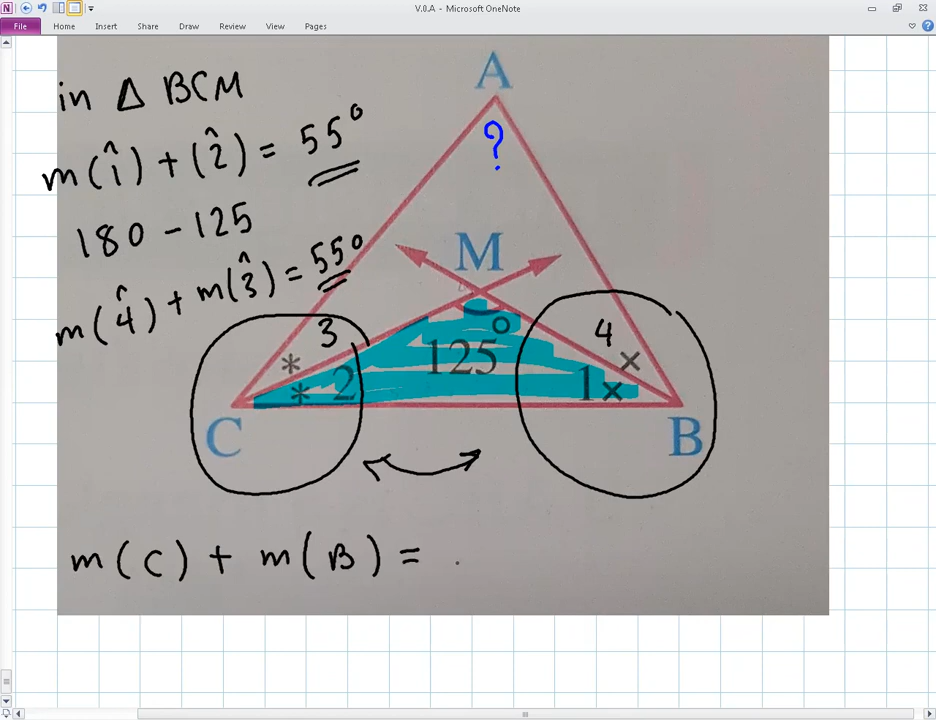 V.0.A - Microsoft OneNote
File Home Insert Share Draw Review View Pages
in Δ BCM
A
?
m(1̂) + (2̂) = 55°
180 - 125
M
m(4̂) + m(3̂) = 55°
3
4
125°
* * 2
1x x
C
B
m(C) + m(B) =